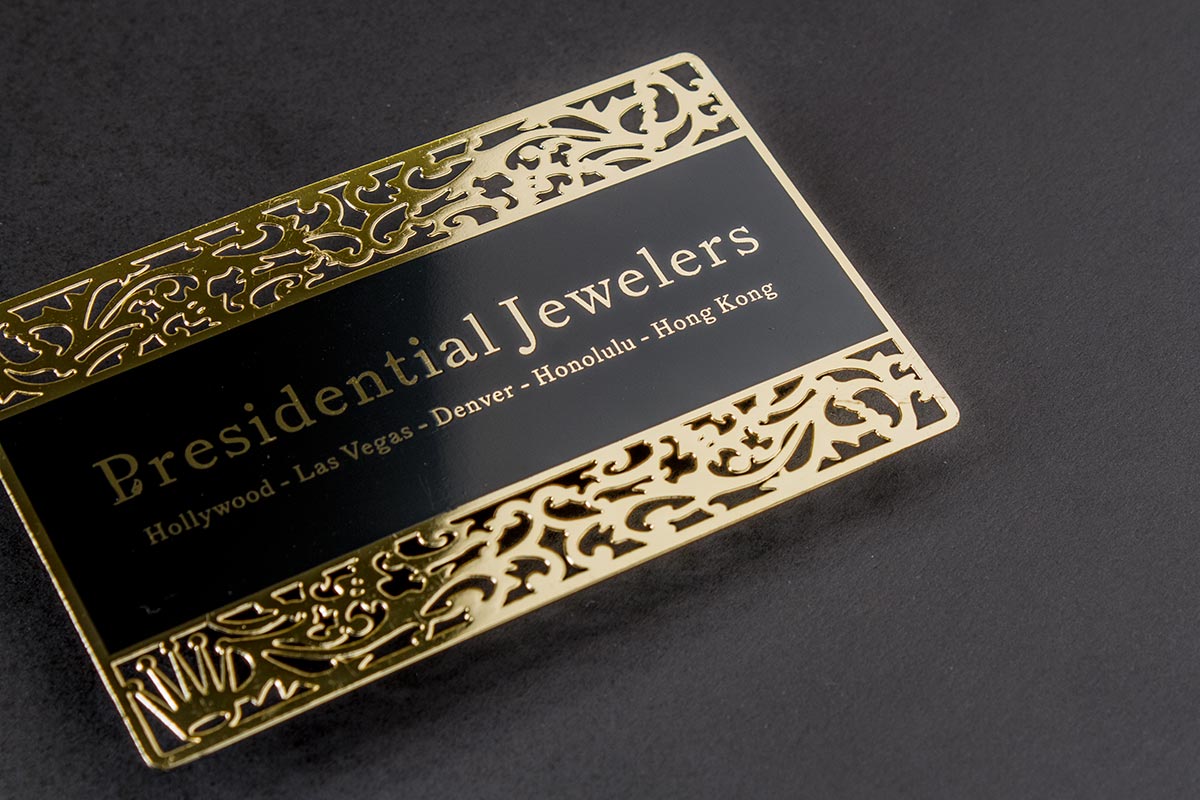 Presidential Jewelers
Hollywood - Las Vegas - Denver - Honolulu - Hong Kong